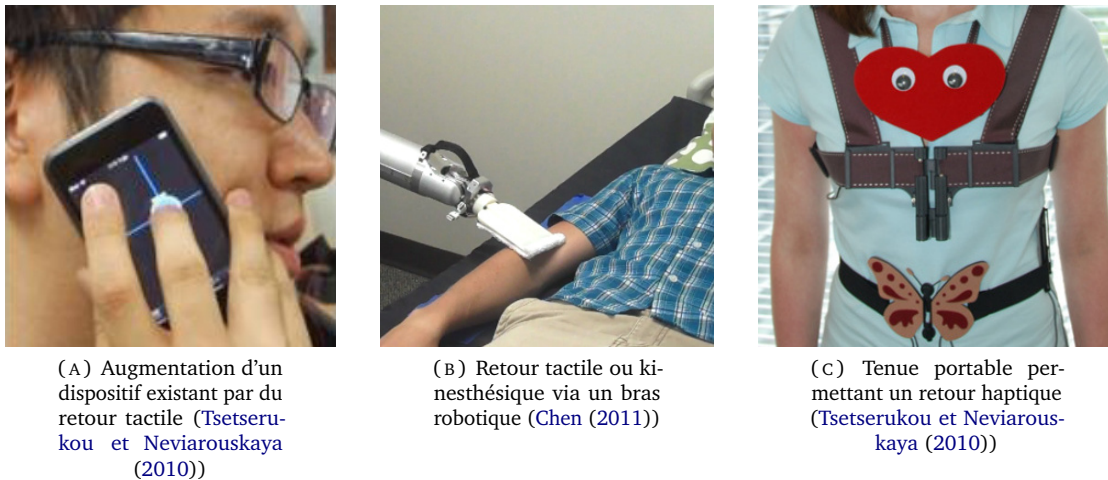 (A) Augmentation d'un
dispositif existant par du
retour tactile (Tsetseru-
kou et Neviarouskaya
(2010))
(B) Retour tactile ou ki-
nesthésique via un bras
robotique (Chen (2011))
(C) Tenue portable per-
mettant un retour haptique
(Tsetserukou et Neviarous-
kaya (2010))